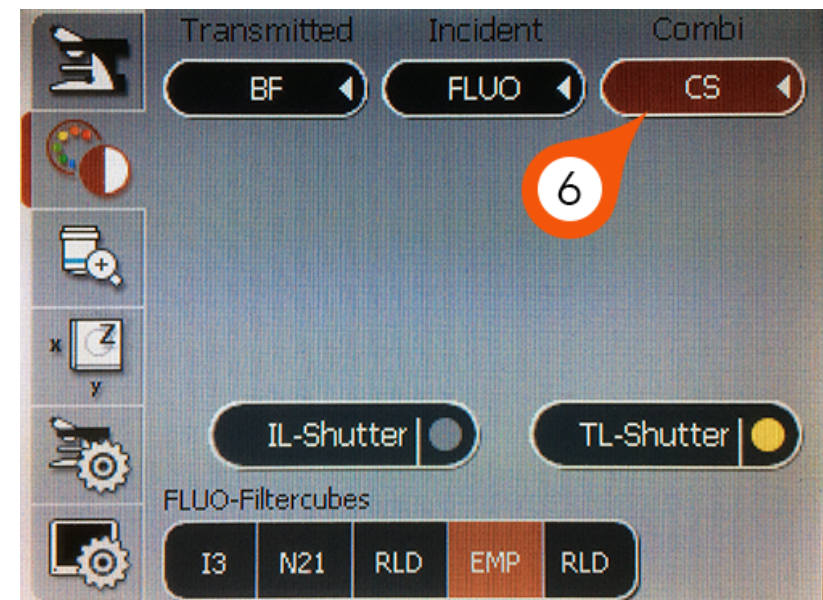 Transmitted Incident Combi
BF FLUO CS
6
x Z
y
IL-Shutter TL-Shutter
FLUO-Filtercubes
I3 N21 RLD EMP RLD